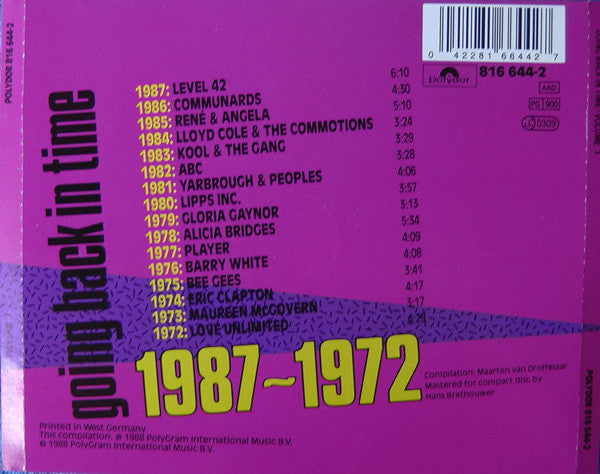 POLYDOR 816 644-2
going back in time
1987: LEVEL 42 6:10
1986: COMMUNARDS 4:30
1985: RENÉ & ANGELA 5:10
1984: LLOYD COLE & THE COMMOTIONS 3:24
1983: KOOL & THE GANG 3:29
1982: ABC 3:28
1981: YARBROUGH & PEOPLES 4:06
1980: LIPPS INC. 3:57
1979: GLORIA GAYNOR 3:13
1978: ALICIA BRIDGES 5:34
1977: PLAYER 4:09
1976: BARRY WHITE 4:08
1975: BEE GEES 3:41
1974: ERIC CLAPTON 4:17
1973: MAUREEN McGOVERN 3:17
1972: LOVE UNLIMITED 4:29
1987~1972
0 42281 66442 7
polydor 816 644-2
AAD
PG 900
0309
Compilation: Maarten van Droffelaar
Mastered for compact disc by
Hans Brethouwer
Printed in West Germany
This compilation: ℗ 1988 PolyGram International Music B.V.
© 1988 PolyGram International Music B.V.
POLYDOR 816 644-2